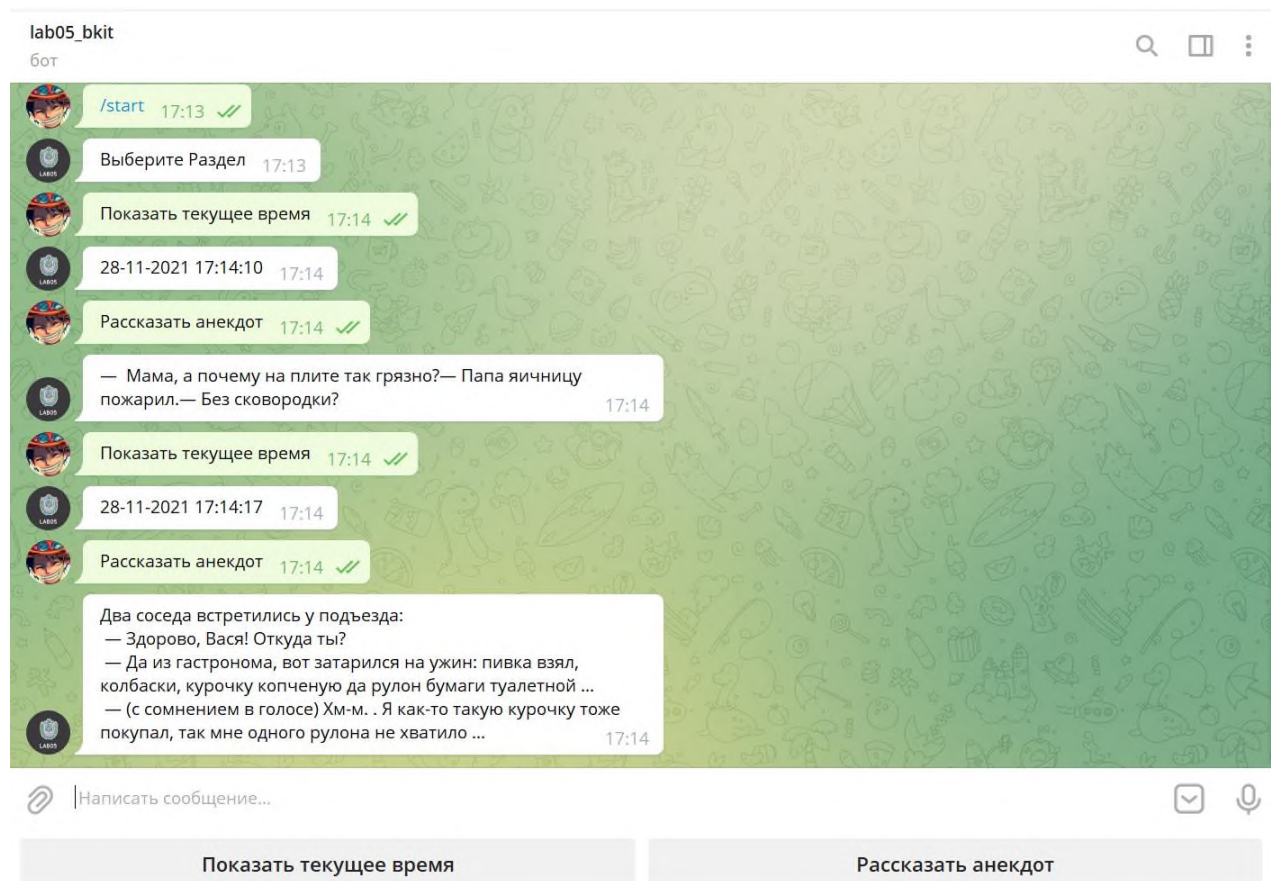 lab05_bkit
бот
/start 17:13
Выберите Раздел 17:13
Показать текущее время 17:14
28-11-2021 17:14:10 17:14
Рассказать анекдот 17:14
— Мама, а почему на плите так грязно?— Папа яичницу
пожарил.— Без сковородки? 17:14
Показать текущее время 17:14
28-11-2021 17:14:17 17:14
Рассказать анекдот 17:14
Два соседа встретились у подъезда:
— Здорово, Вася! Откуда ты?
— Да из гастронома, вот затарился на ужин: пивка взял,
колбаски, курочку копченую да рулон бумаги туалетной ...
— (с сомнением в голосе) Хм-м. . Я как-то такую курочку тоже
покупал, так мне одного рулона не хватило ... 17:14
LAB05
LAB05
LAB05
LAB05
LAB05
Написать сообщение...
Показать текущее время
Рассказать анекдот